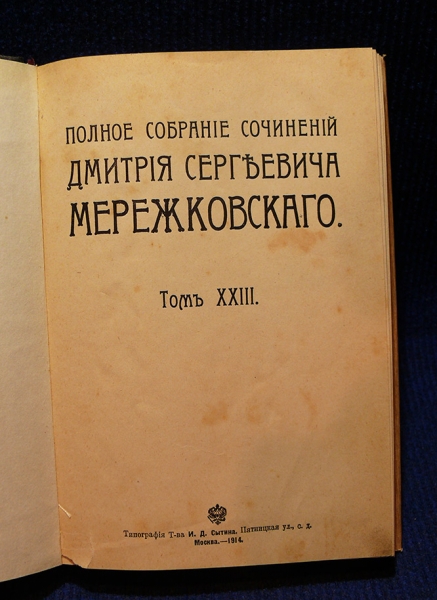 ПОЛНОЕ СОБРАНІЕ СОЧИНЕНІЙ
ДМИТРІЯ СЕРГѢЕВИЧА
МЕРЕЖКОВСКАГО.
Томъ XXIII.
Типографія Т-ва И. Д. Сытина. Пятницкая ул., с. д.
Москва.—1914.